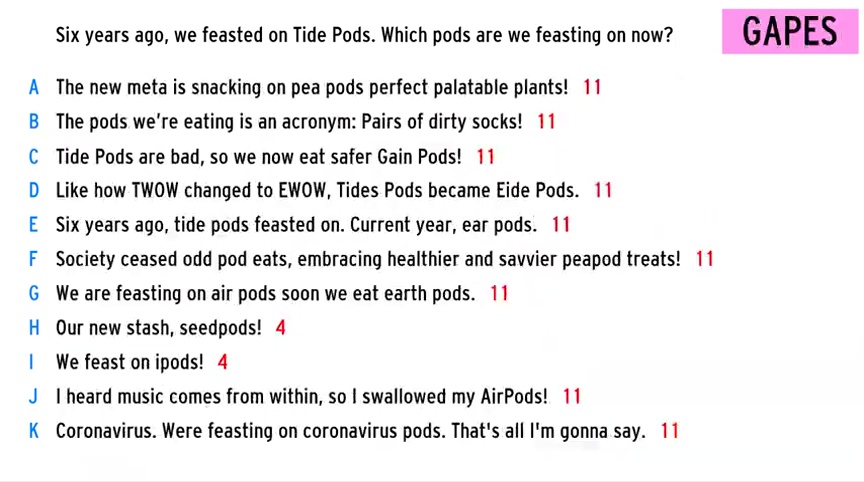 Six years ago, we feasted on Tide Pods. Which pods are we feasting on now?
GAPES
A The new meta is snacking on pea pods perfect palatable plants! 11
B The pods we're eating is an acronym: Pairs of dirty socks! 11
C Tide Pods are bad, so we now eat safer Gain Pods! 11
D Like how TWOW changed to EWOW, Tides Pods became Eide Pods. 11
E Six years ago, tide pods feasted on. Current year, ear pods. 11
F Society ceased odd pod eats, embracing healthier and savvier peapod treats! 11
G We are feasting on air pods soon we eat earth pods. 11
H Our new stash, seedpods! 4
I We feast on ipods! 4
J I heard music comes from within, so I swallowed my AirPods! 11
K Coronavirus. Were feasting on coronavirus pods. That's all I'm gonna say. 11